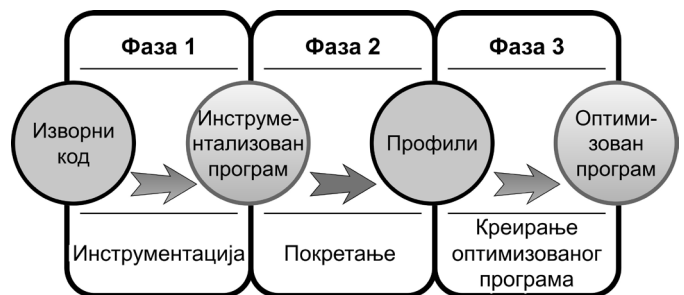 Фаза 1
Фаза 2
Фаза 3
Изворни
код
Инструме-
нтализован
програм
Профили
Оптими-
зован
програм
Инструментација
Покретање
Креирање
оптимизованог
програма